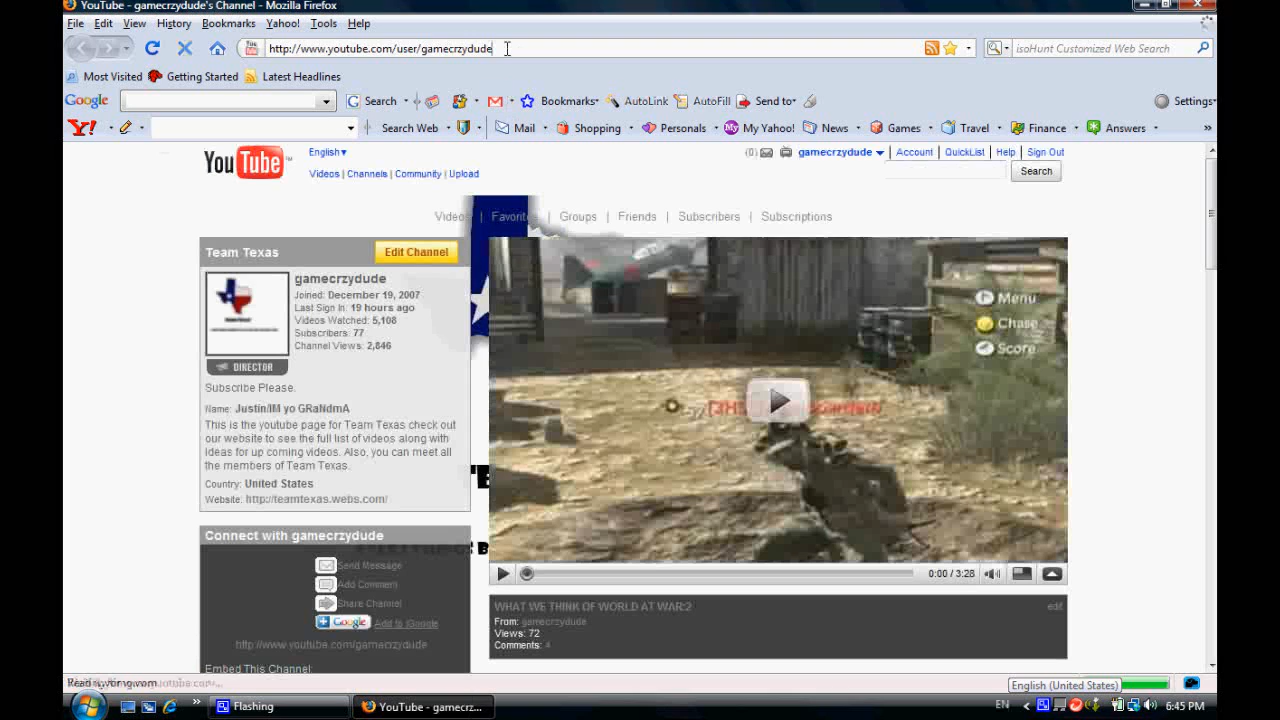 YouTube - gamecrzydude's Channel - Mozilla Firefox
File Edit View History Bookmarks Yahoo! Tools Help
http://www.youtube.com/user/gamecrzydude
isoHunt Customized Web Search
Most Visited Getting Started Latest Headlines
Google Search Bookmarks AutoLink AutoFill Send to Settings
Y! Search Web Mail Shopping Personals My Yahoo! News Games Travel Finance Answers »
YouTube
English
(0) gamecrzydude | Account | QuickList | Help | Sign Out
Videos | Channels | Community | Upload
Search
Videos | Favorites | Groups | Friends | Subscribers | Subscriptions
Team Texas
Edit Channel
gamecrzydude
Joined: December 19, 2007
Last Sign In: 19 hours ago
Videos Watched: 5,108
Subscribers: 77
Channel Views: 2,846
DIRECTOR
Subscribe Please.
Name: Justin/IM yo GRaNdmA
This is the youtube page for Team Texas check out
our website to see the full list of videos along with
Ideas for up coming videos. Also, you can meet all
the members of Team Texas.
Country: United States
Website: http://teamtexas.webs.com/
Menu
Chase
Score
0:00 / 3:28
Connect with gamecrzydude
Send Message
Add Comment
Share Channel
Google Add to iGoogle
http://www.youtube.com/gamecrzydude
Embed This Channel:
WHAT WE THINK OF WORLD AT WAR:2
edit
From: gamecrzydude
Views: 72
Comments: 4
English (United States)
Flashing
YouTube - gamecrz...
EN
6:45 PM